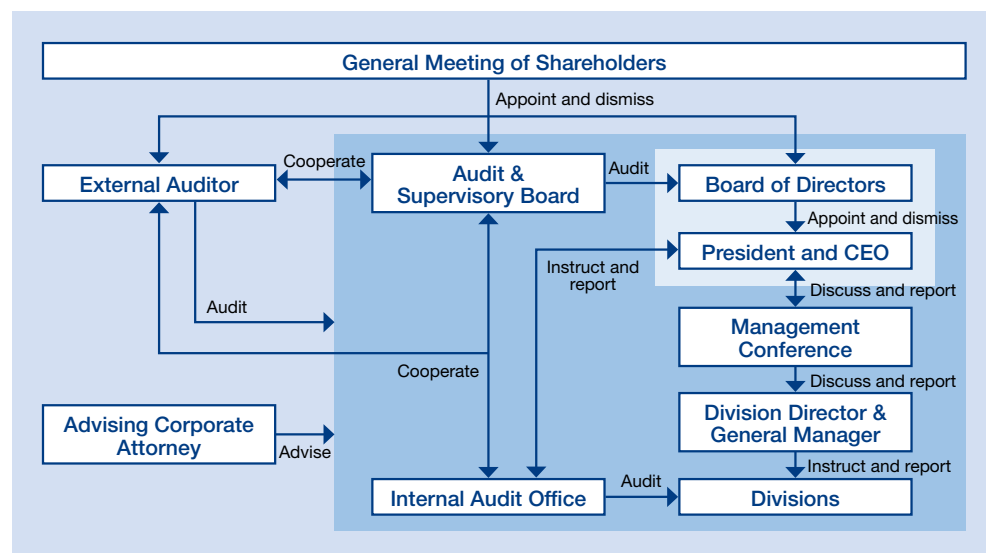 General Meeting of Shareholders
Appoint and dismiss
External Auditor
Cooperate
Audit &
Supervisory Board
Audit
Board of Directors
Appoint and dismiss
President and CEO
Instruct and
report
Discuss and report
Audit
Management
Conference
Cooperate
Discuss and report
Advising Corporate
Attorney
Advise
Division Director &
General Manager
Instruct and report
Internal Audit Office
Audit
Divisions